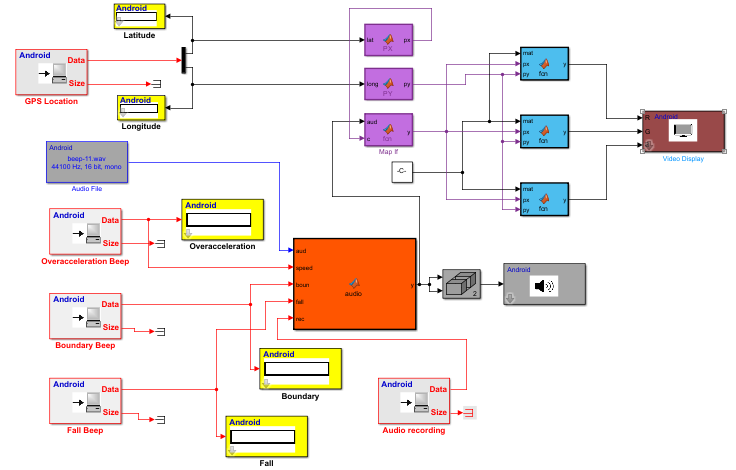 Android
Latitude
Android
Data
Size
GPS Location
Android
Longitude
lat
px
PX
long
py
PY
aud
c
y
Map If
-C-
mat
px
py
fcn
y
mat
px
py
fcn
y
mat
px
py
fcn
y
R
G
Android
Video Display
Android
beep-11.wav
44100 Hz, 16 bit, mono
Audio File
Android
Data
Size
Overacceleration Beep
Android
Overacceleration
Android
Data
Size
Boundary Beep
aud
speed
boun
fall
rec
audio
y
2
Android
Android
Boundary
Android
Data
Size
Fall Beep
Android
Fall
Android
Data
Size
Audio recording